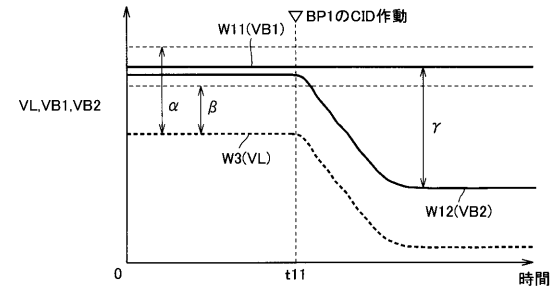 ▽BP1のCID作動
W11(VB1)
VL,VB1,VB2
α
β
γ
W3(VL)
W12(VB2)
0
t11
時間